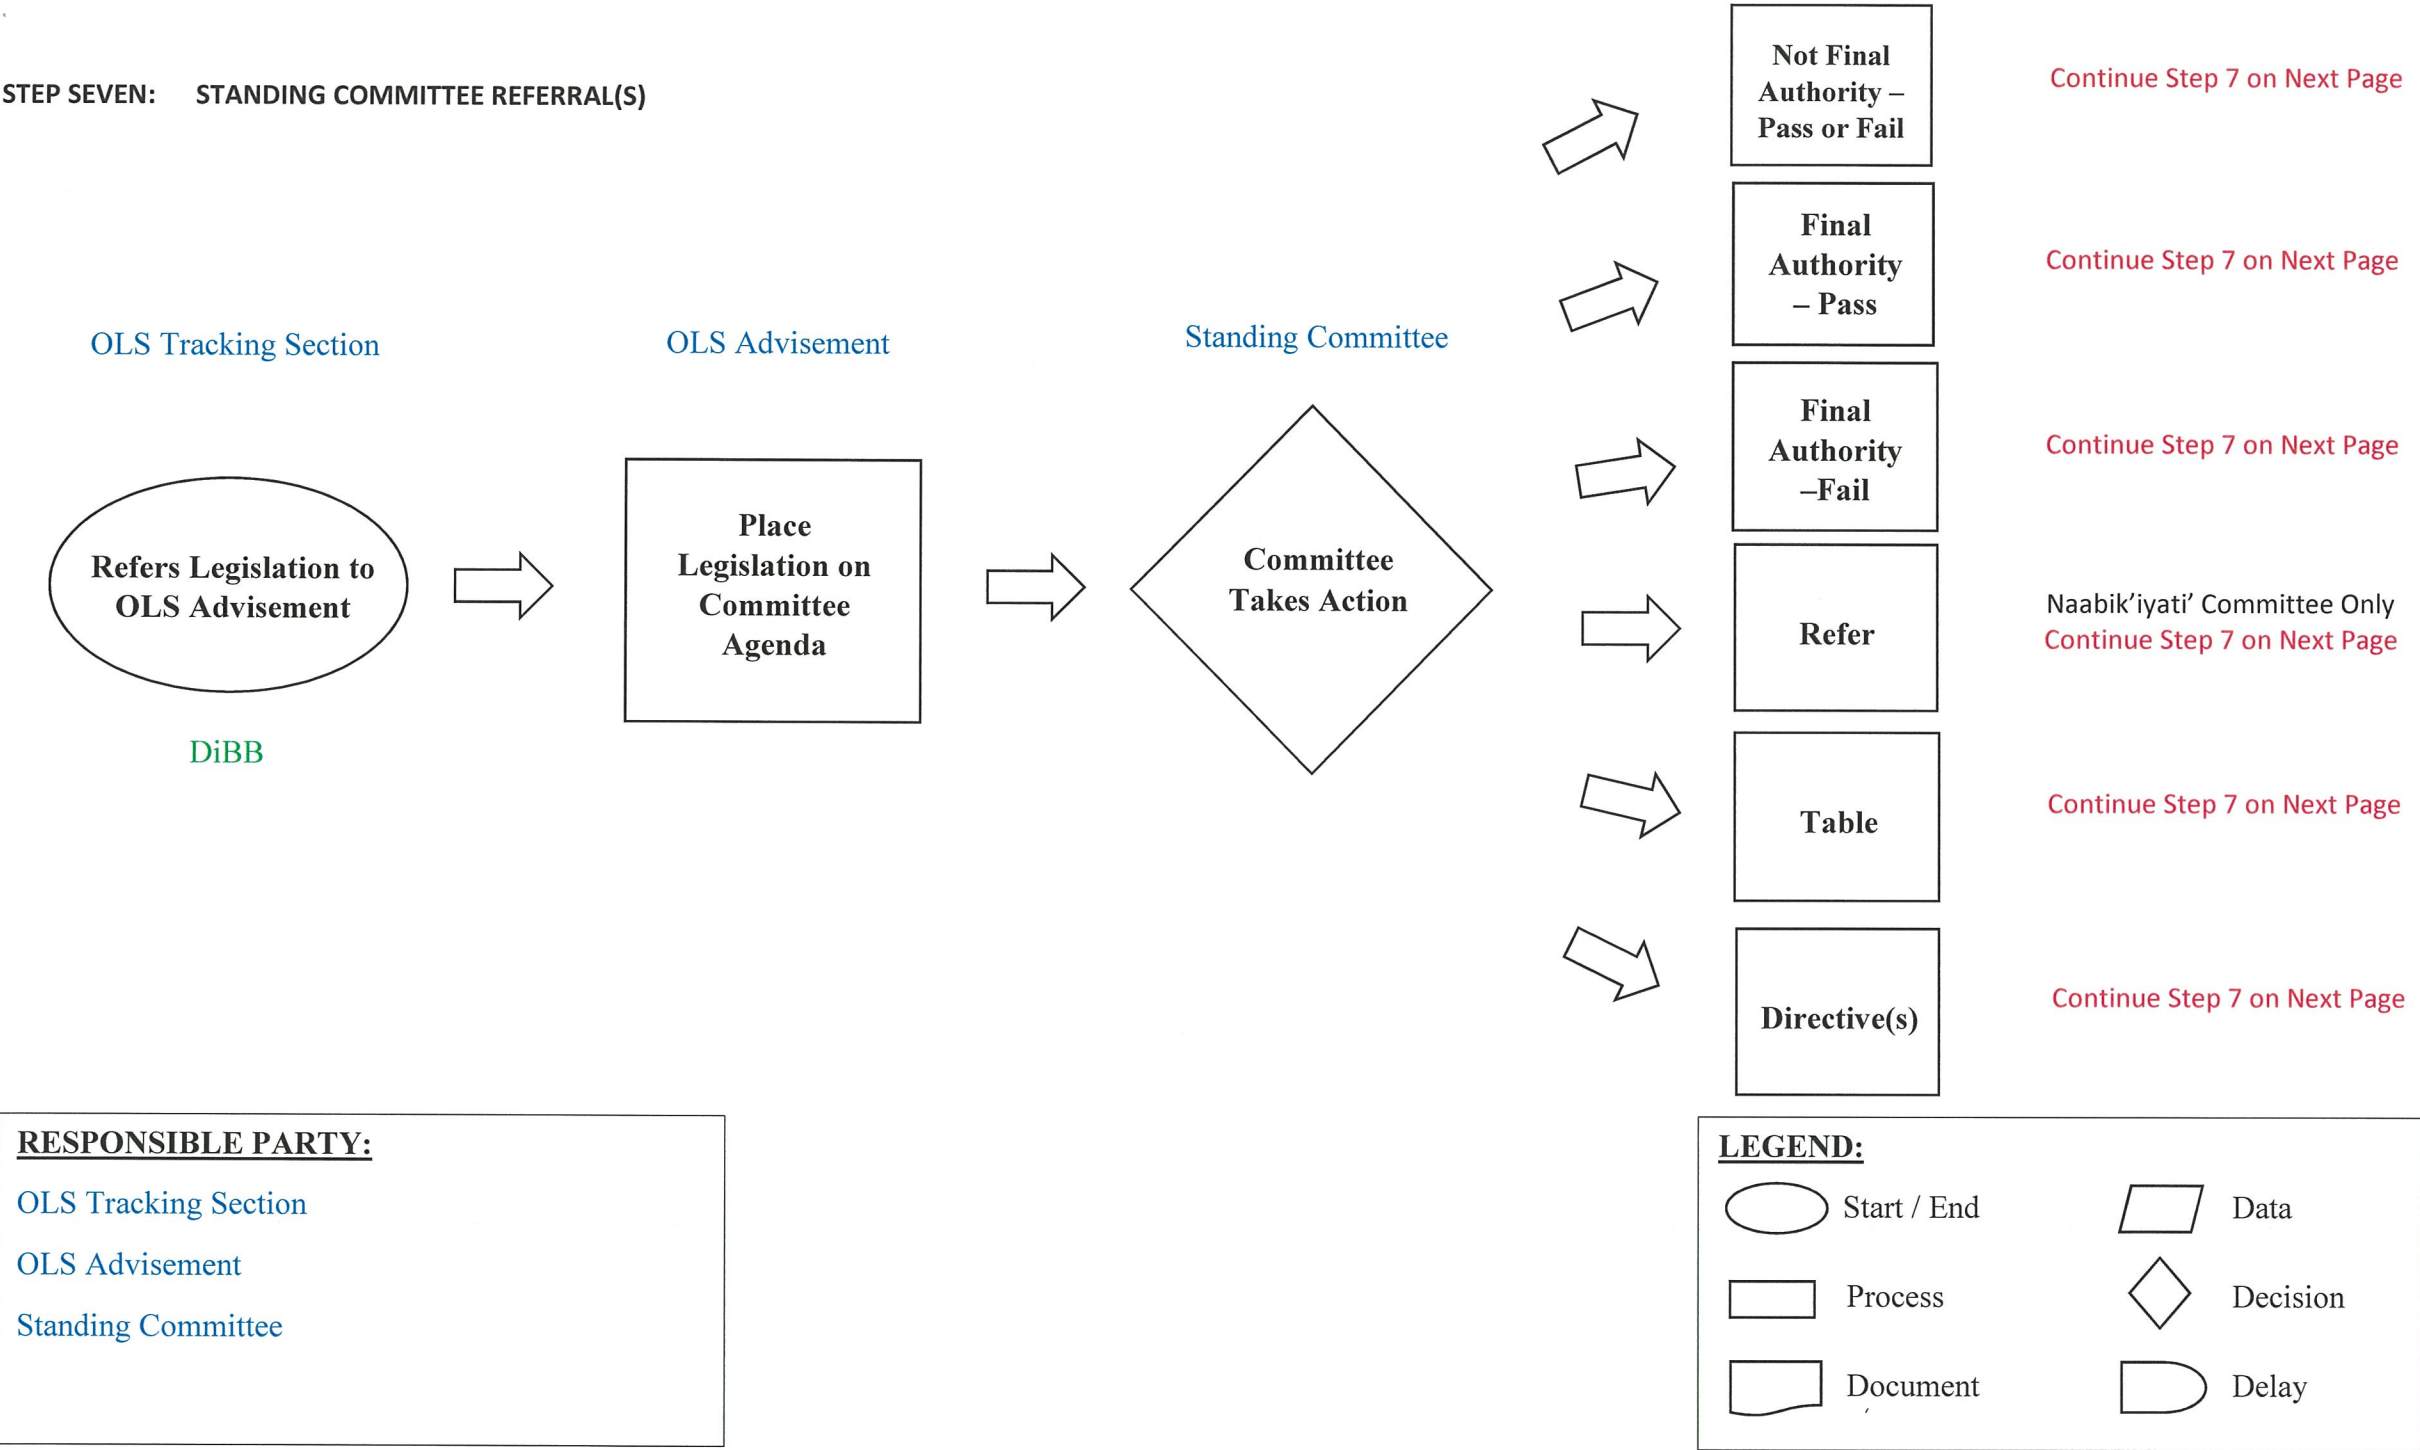 STEP SEVEN: STANDING COMMITTEE REFERRAL(S)
OLS Tracking Section
Refers Legislation to
OLS Advisement
DiBB
OLS Advisement
Place
Legislation on
Committee
Agenda
Standing Committee
Committee
Takes Action
Not Final
Authority –
Pass or Fail
Continue Step 7 on Next Page
Final
Authority
– Pass
Continue Step 7 on Next Page
Final
Authority
–Fail
Continue Step 7 on Next Page
Refer
Naabik’iyati’ Committee Only
Continue Step 7 on Next Page
Table
Continue Step 7 on Next Page
Directive(s)
Continue Step 7 on Next Page
RESPONSIBLE PARTY:
OLS Tracking Section
OLS Advisement
Standing Committee
LEGEND:
Start / End
Data
Process
Decision
Document
Delay